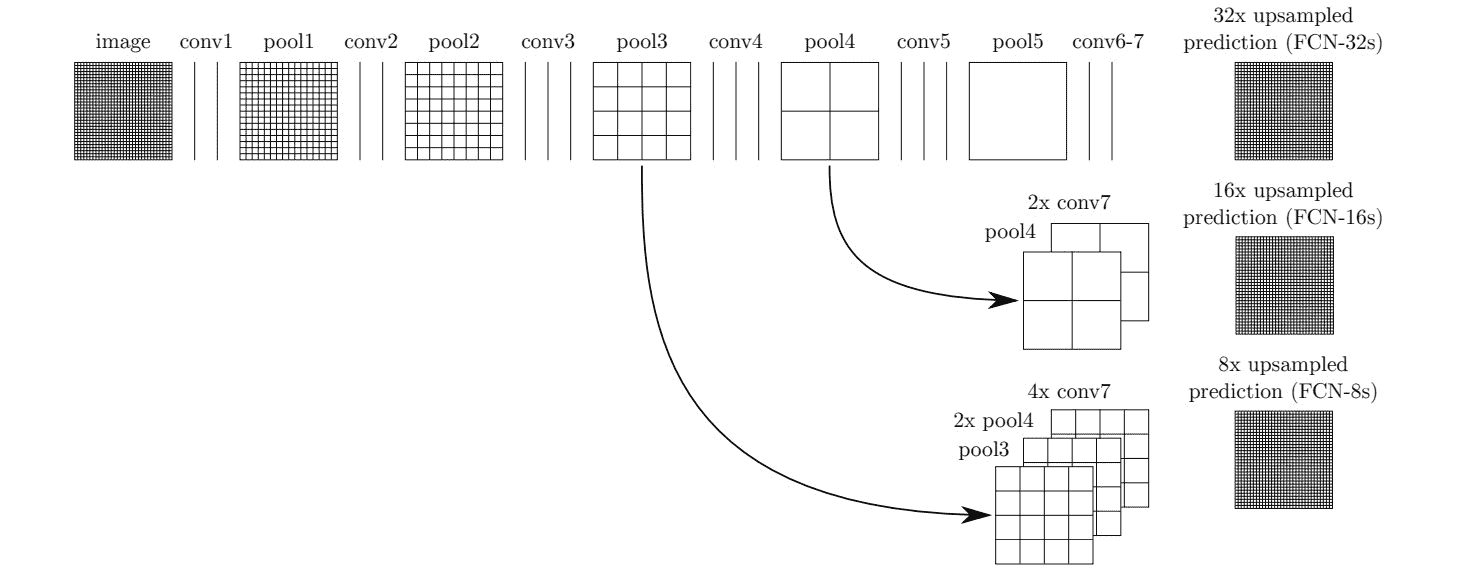 image
conv1
pool1
conv2
pool2
conv3
pool3
conv4
pool4
conv5
pool5
conv6-7
32x upsampled
prediction (FCN-32s)
2x conv7
pool4
16x upsampled
prediction (FCN-16s)
4x conv7
2x pool4
pool3
8x upsampled
prediction (FCN-8s)